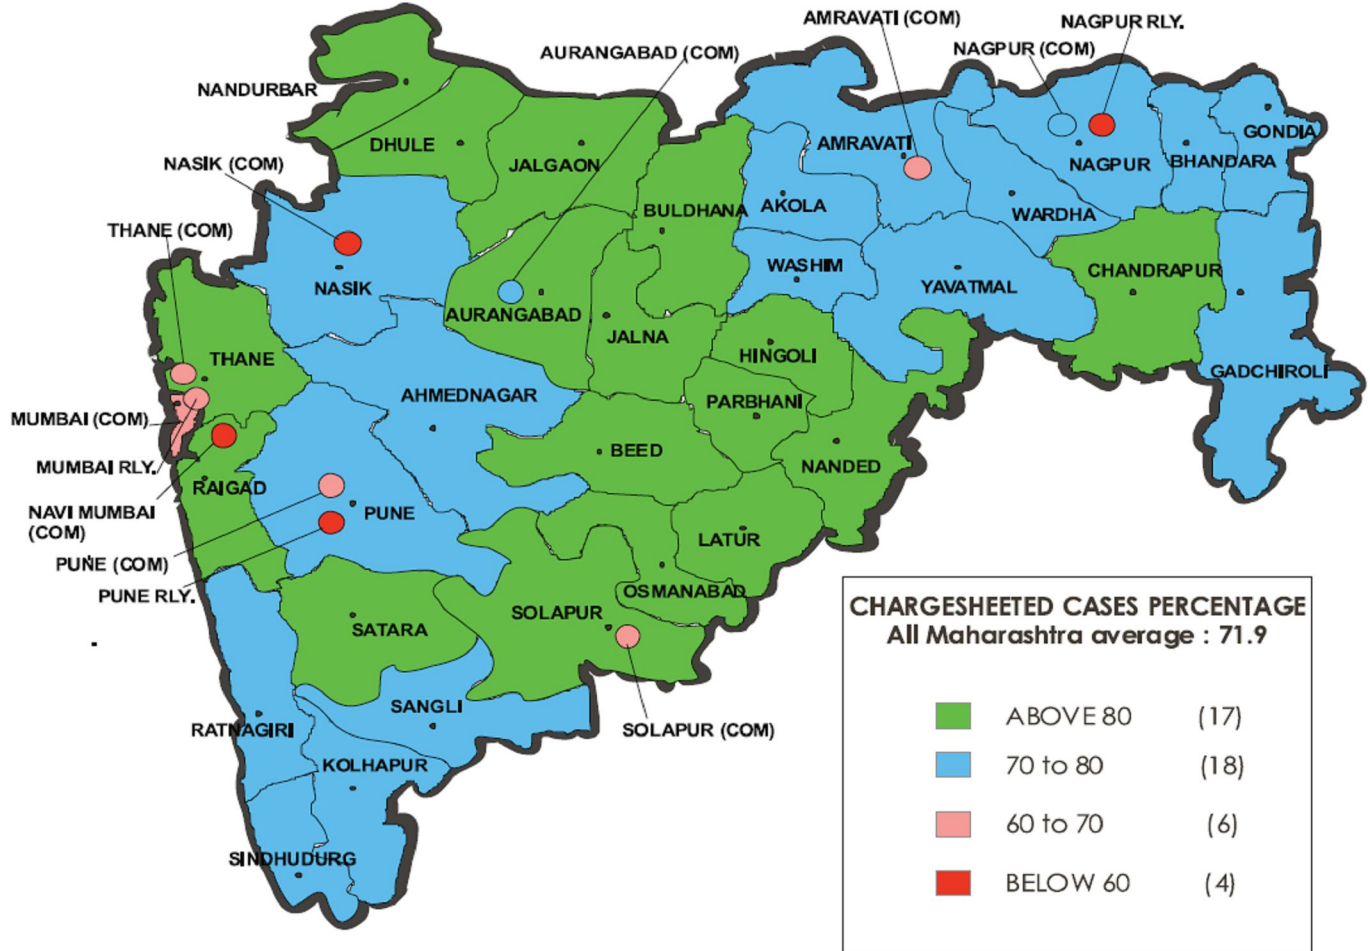 AMRAVATI (COM)
NAGPUR RLY.
AURANGABAD (COM)
NAGPUR (COM)
NANDURBAR
DHULE
JALGAON
AMRAVATI
NAGPUR
BHANDARA
GONDIA
NASIK (COM)
BULDHANA
AKOLA
WARDHA
THANE (COM)
WASHIM
CHANDRAPUR
NASIK
YAVATMAL
AURANGABAD
JALNA
HINGOLI
THANE
GADCHIROLI
AHMEDNAGAR
PARBHANI
MUMBAI (COM)
BEED
MUMBAI RLY.
NANDED
RAIGAD
NAVI MUMBAI
(COM)
PUNE
LATUR
PUNE (COM)
OSMANABAD
PUNE RLY.
SOLAPUR
SATARA
SANGLI
RATNAGIRI
SOLAPUR (COM)
KOLHAPUR
SINDHUDURG
CHARGESHEETED CASES PERCENTAGE
All Maharashtra average : 71.9
ABOVE 80 (17)
70 to 80 (18)
60 to 70 (6)
BELOW 60 (4)